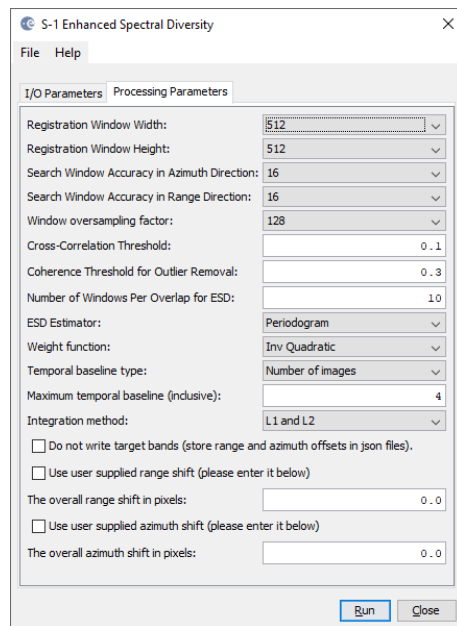 S-1 Enhanced Spectral Diversity
File Help
I/O Parameters Processing Parameters
Registration Window Width: 512
Registration Window Height: 512
Search Window Accuracy in Azimuth Direction: 16
Search Window Accuracy in Range Direction: 16
Window oversampling factor: 128
Cross-Correlation Threshold: 0.1
Coherence Threshold for Outlier Removal: 0.3
Number of Windows Per Overlap for ESD: 10
ESD Estimator: Periodogram
Weight function: Inv Quadratic
Temporal baseline type: Number of images
Maximum temporal baseline (inclusive): 4
Integration method: L1 and L2
Do not write target bands (store range and azimuth offsets in json files).
Use user supplied range shift (please enter it below)
The overall range shift in pixels: 0.0
Use user supplied azimuth shift (please enter it below)
The overall azimuth shift in pixels: 0.0
Run Close